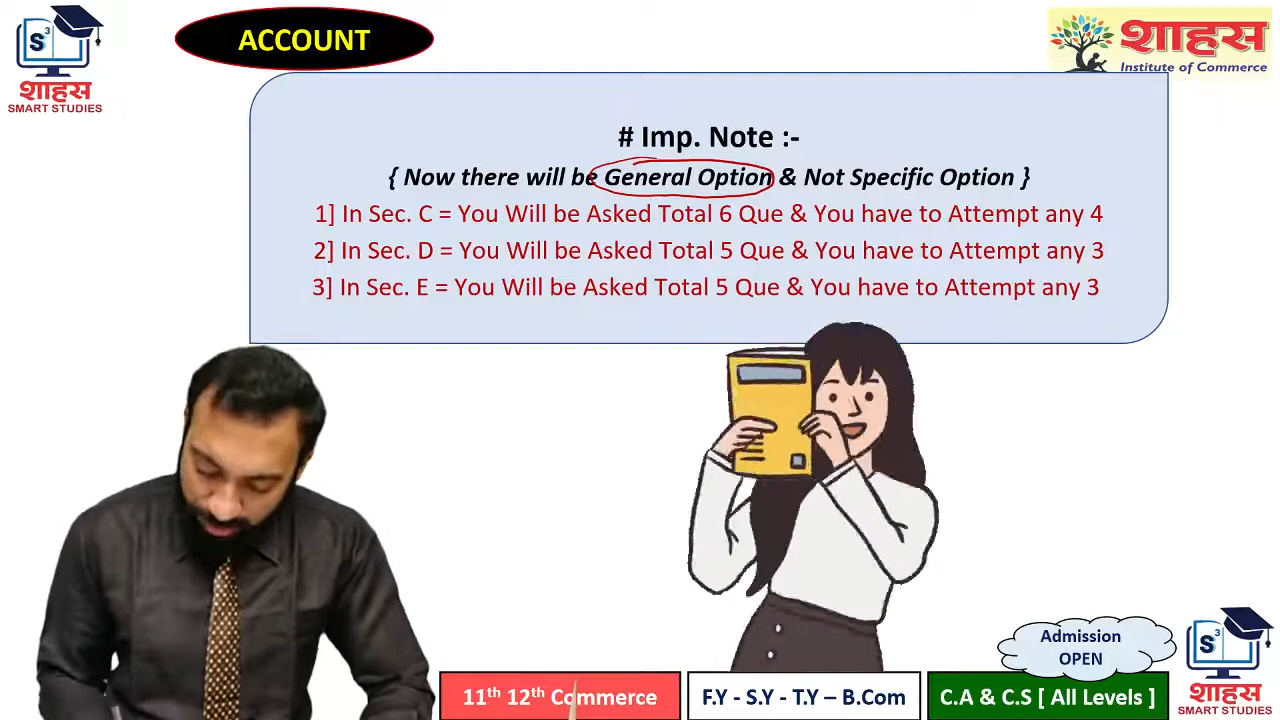 S³
शाहस
SMART STUDIES
ACCOUNT
शाहस
Institute of Commerce
# Imp. Note :-
{ Now there will be General Option & Not Specific Option }
1] In Sec. C = You Will be Asked Total 6 Que & You have to Attempt any 4
2] In Sec. D = You Will be Asked Total 5 Que & You have to Attempt any 3
3] In Sec. E = You Will be Asked Total 5 Que & You have to Attempt any 3
Admission
OPEN
11th 12th Commerce
F.Y - S.Y - T.Y – B.Com
C.A & C.S [ All Levels ]
S³
शाहस
SMART STUDIES